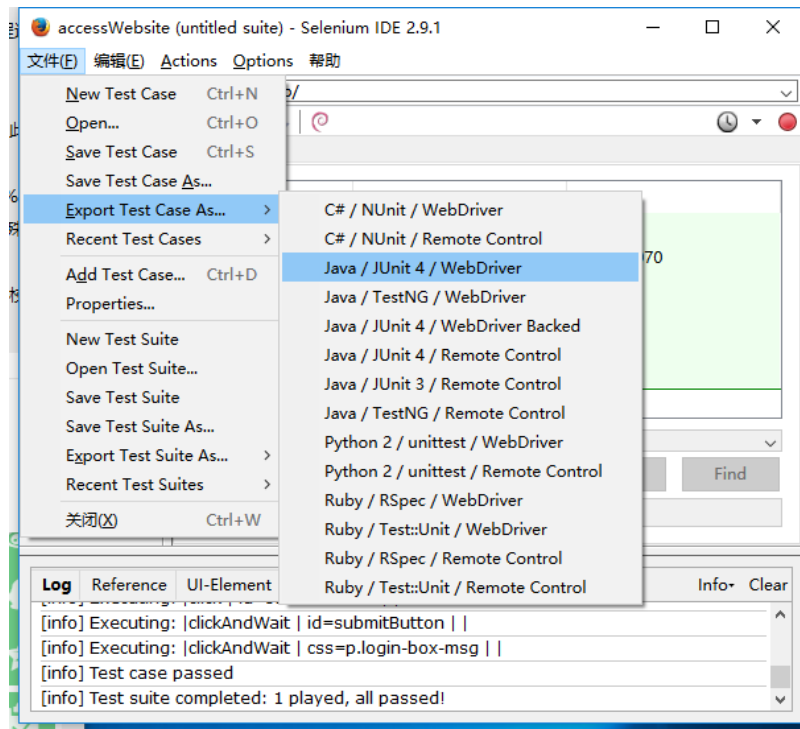 accessWebsite (untitled suite) - Selenium IDE 2.9.1
文件(F) 编辑(E) Actions Options 帮助
New Test Case Ctrl+N
Open... Ctrl+O
Save Test Case Ctrl+S
Save Test Case As...
Export Test Case As...
Recent Test Cases
Add Test Case... Ctrl+D
Properties...
New Test Suite
Open Test Suite...
Save Test Suite
Save Test Suite As...
Export Test Suite As...
Recent Test Suites
关闭(X) Ctrl+W
C# / NUnit / WebDriver
C# / NUnit / Remote Control
Java / JUnit 4 / WebDriver
Java / TestNG / WebDriver
Java / JUnit 4 / WebDriver Backed
Java / JUnit 4 / Remote Control
Java / JUnit 3 / Remote Control
Java / TestNG / Remote Control
Python 2 / unittest / WebDriver
Python 2 / unittest / Remote Control
Ruby / RSpec / WebDriver
Ruby / Test::Unit / WebDriver
Ruby / RSpec / Remote Control
Ruby / Test::Unit / Remote Control
70
Find
Log Reference UI-Element Info Clear
[info] Executing: |clickAndWait | id=submitButton | |
[info] Executing: |clickAndWait | css=p.login-box-msg | |
[info] Test case passed
[info] Test suite completed: 1 played, all passed!